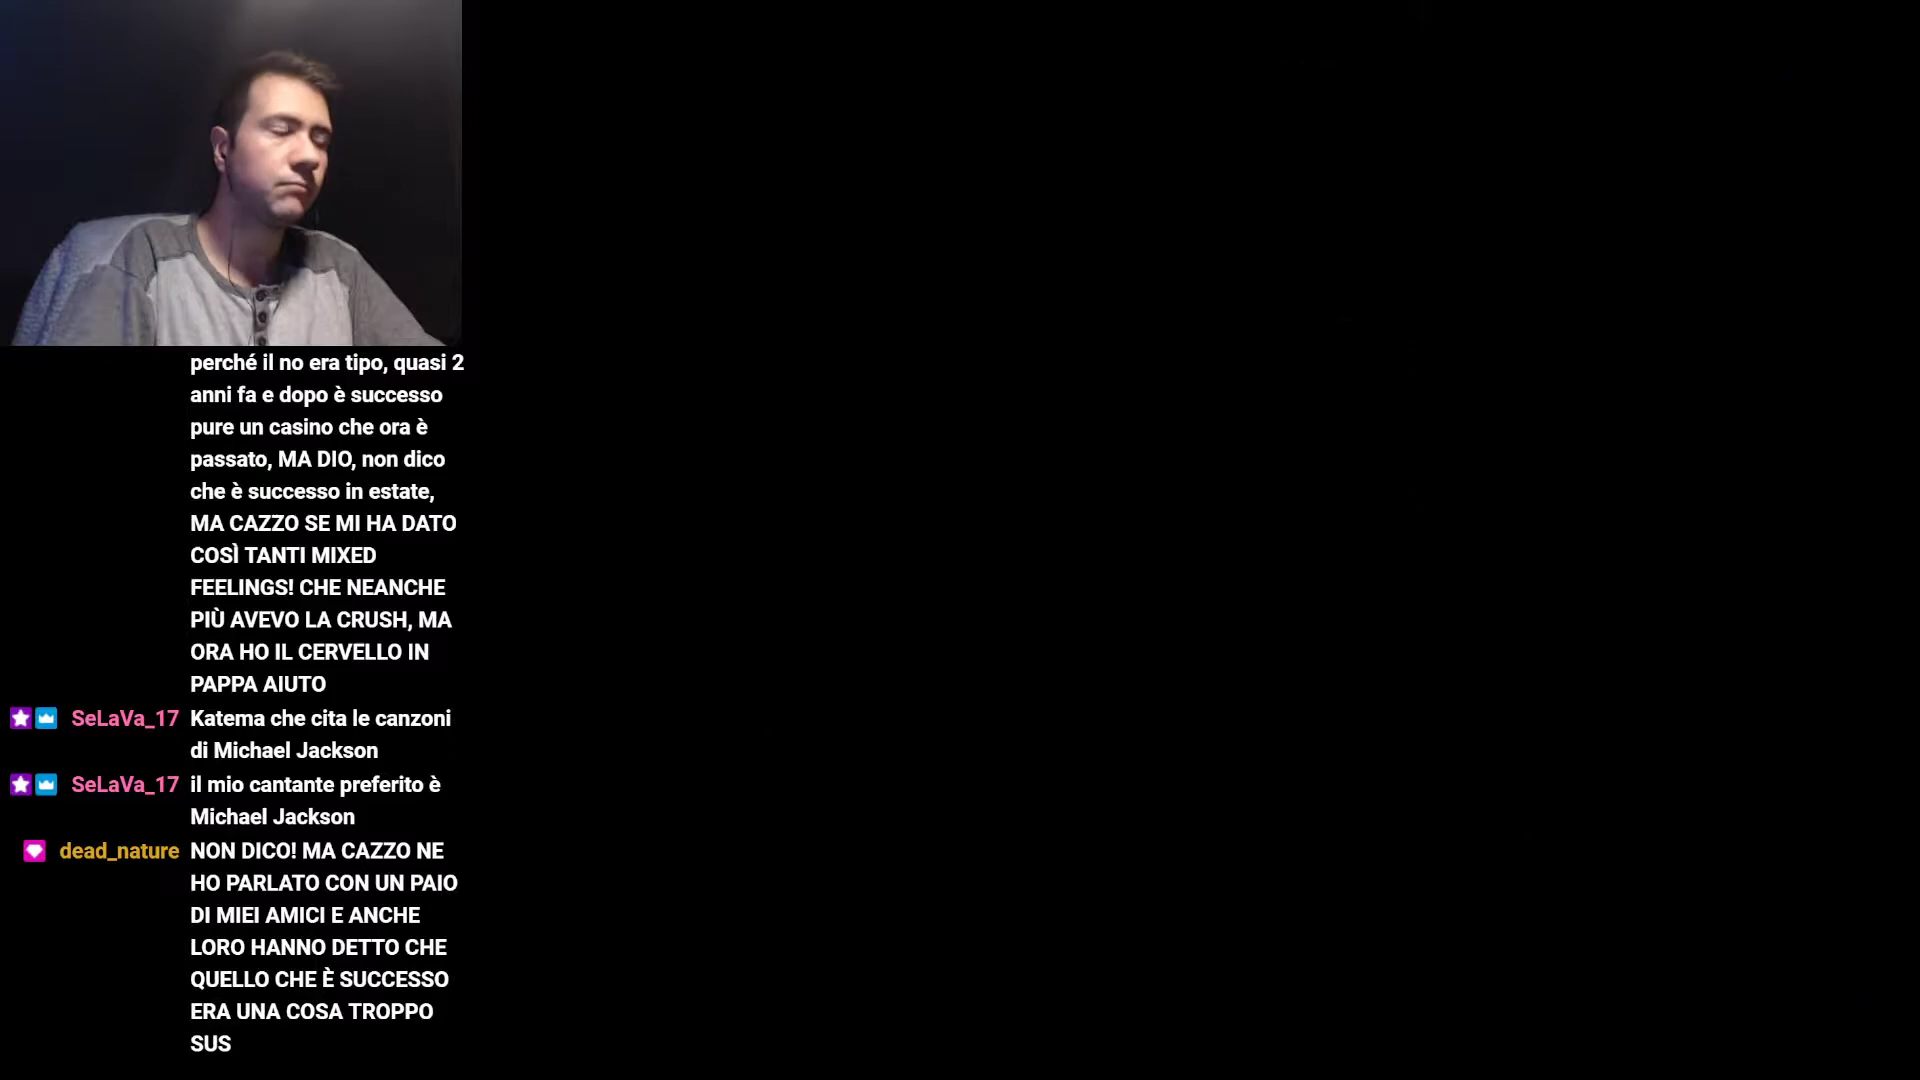 perché il no era tipo, quasi 2
anni fa e dopo è successo
pure un casino che ora è
passato, MA DIO, non dico
che è successo in estate,
MA CAZZO SE MI HA DATO
COSÌ TANTI MIXED
FEELINGS! CHE NEANCHE
PIÙ AVEVO LA CRUSH, MA
ORA HO IL CERVELLO IN
PAPPA AIUTO
SeLaVa_17 Katema che cita le canzoni
di Michael Jackson
SeLaVa_17 il mio cantante preferito è
Michael Jackson
dead_nature NON DICO! MA CAZZO NE
HO PARLATO CON UN PAIO
DI MIEI AMICI E ANCHE
LORO HANNO DETTO CHE
QUELLO CHE È SUCCESSO
ERA UNA COSA TROPPO
SUS